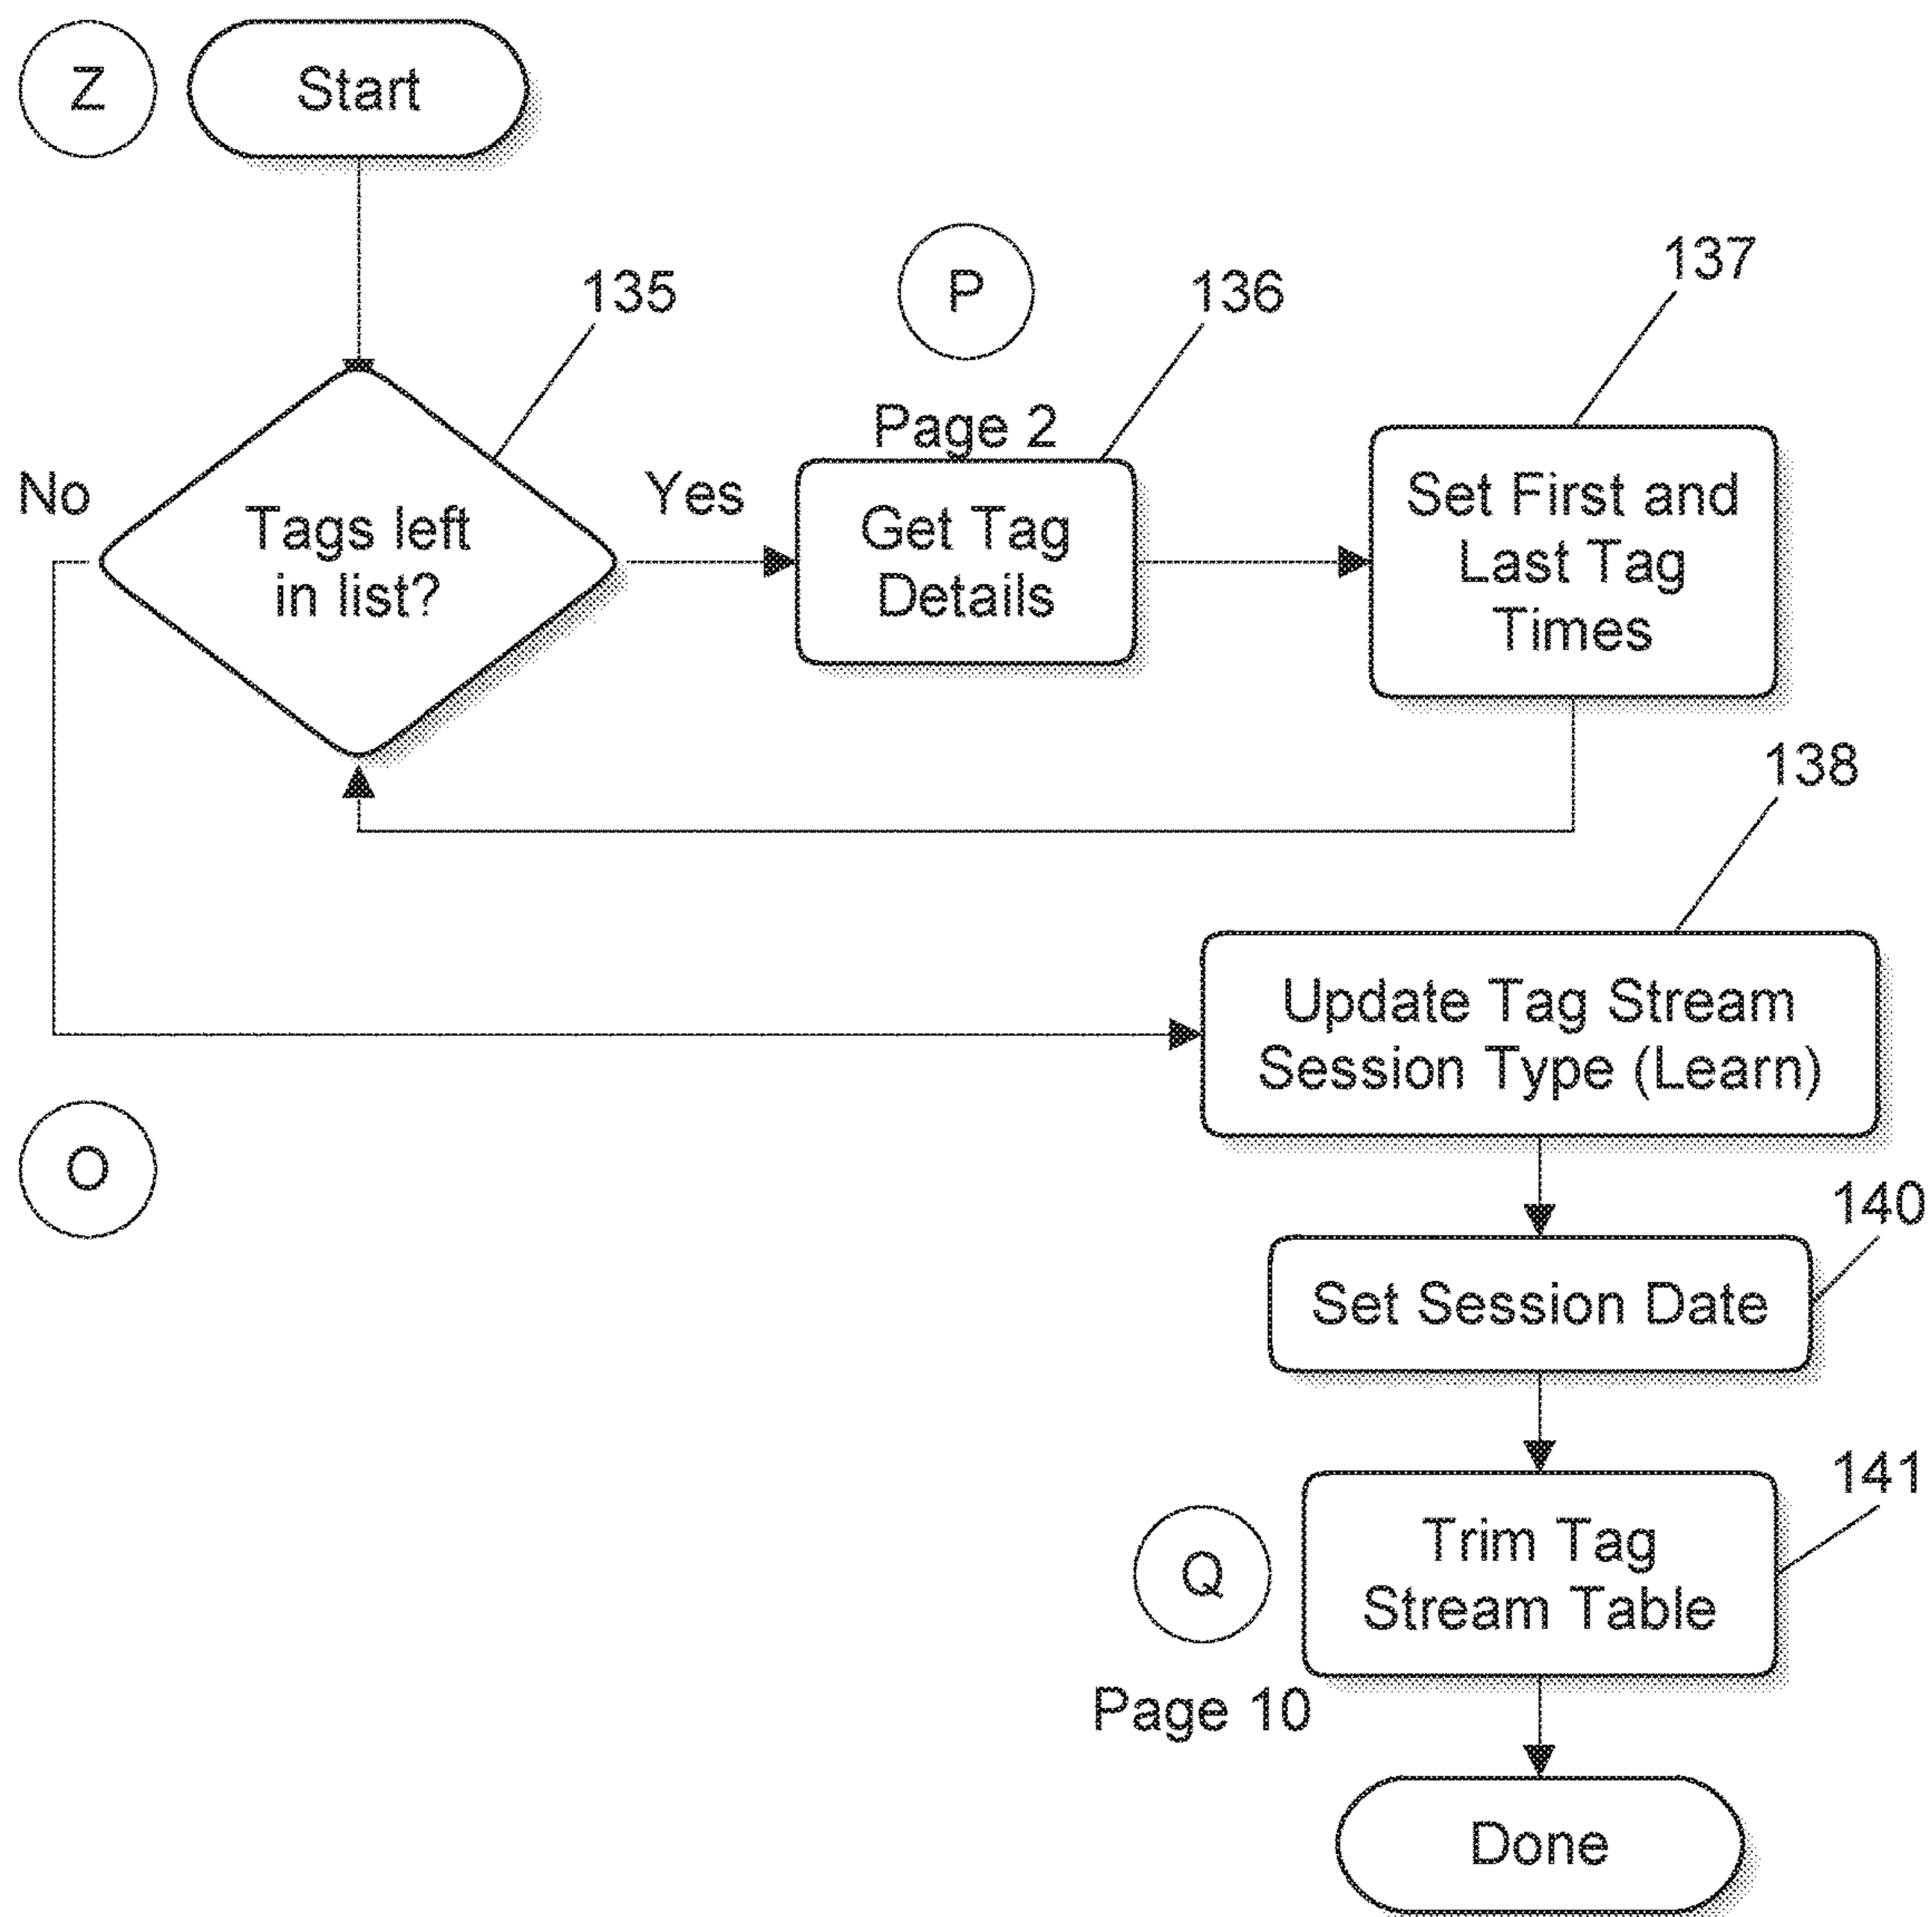 Z
Start
135
P
136
137
Page 2
No
Tags left
in list?
Yes
Get Tag
Details
Set First and
Last Tag
Times
138
Update Tag Stream
Session Type (Learn)
O
140
Set Session Date
141
Q
Trim Tag
Stream Table
Page 10
Done